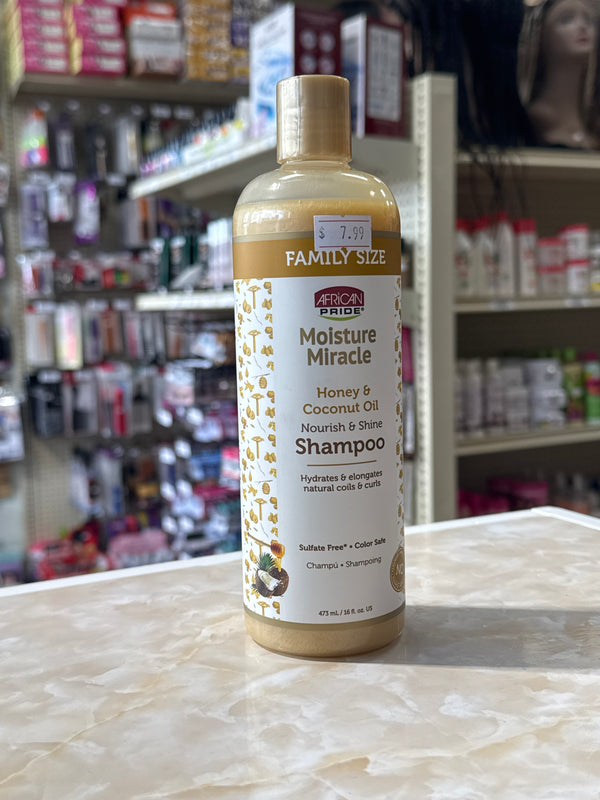 $ 7.99
FAMILY SIZE
AFRICAN
PRIDE®
Moisture
Miracle
Honey &
Coconut Oil
Nourish & Shine
Shampoo
Hydrates & elongates
natural coils & curls
Sulfate Free* • Color Safe
Champú • Shampoing
473 mL / 16 fl. oz. US